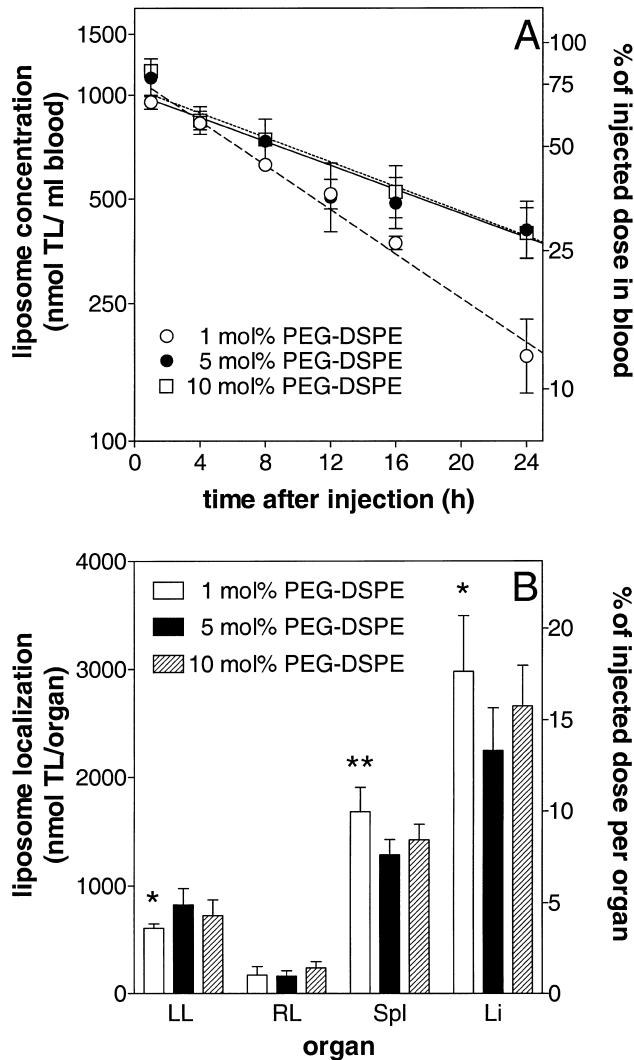 A
1500
1000
500
250
100
100
75
50
25
10
liposome concentration
(nmol TL/ ml blood)
% of injected dose in blood
1 mol% PEG-DSPE
5 mol% PEG-DSPE
10 mol% PEG-DSPE
0 4 8 12 16 20 24
time after injection (h)
B
4000
3000
2000
1000
0
20
15
10
5
0
liposome localization
(nmol TL/organ)
% of injected dose per organ
1 mol% PEG-DSPE
5 mol% PEG-DSPE
10 mol% PEG-DSPE
*
**
*
LL RL Spl Li
organ